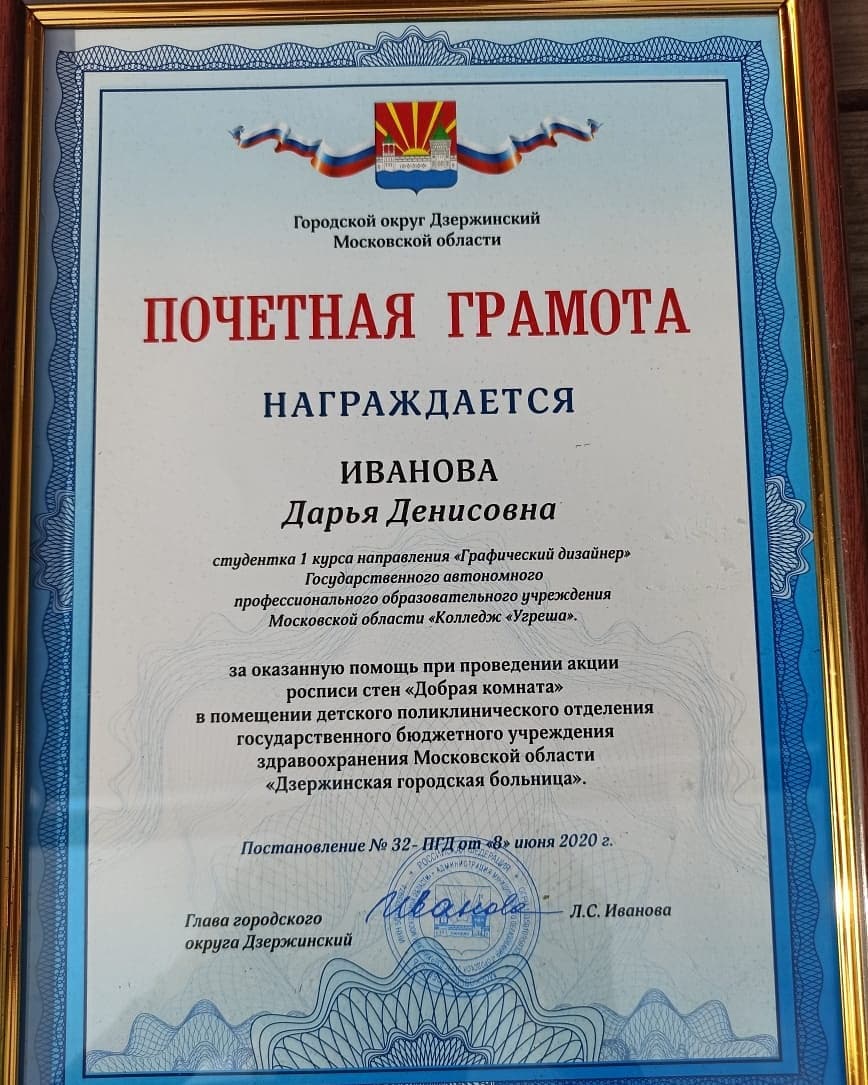 Городской округ Дзержинский
Московской области
ПОЧЕТНАЯ ГРАМОТА
НАГРАЖДАЕТСЯ
ИВАНОВА
Дарья Денисовна
студентка 1 курса направления «Графический дизайнер»
Государственного автономного
профессионального образовательного учреждения
Московской области «Колледж «Угреша».
за оказанную помощь при проведении акции
росписи стен «Добрая комната»
в помещении детского поликлинического отделения
государственного бюджетного учреждения
здравоохранения Московской области
«Дзержинская городская больница».
Постановление № 32- ПГД от «8» июня 2020 г.
РОССИЙСКАЯ ФЕДЕРАЦИЯ
Глава городского
округа Дзержинский
Иванова
Л.С. Иванова